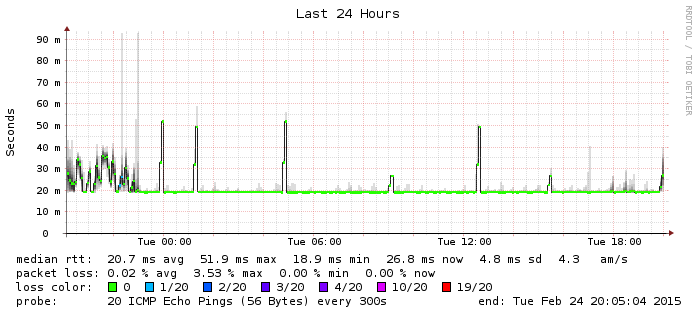 Last 24 Hours
RRDTOOL / TOBI OETIKER
Seconds
90 m
80 m
70 m
60 m
50 m
40 m
30 m
20 m
10 m
0
Tue 00:00 Tue 06:00 Tue 12:00 Tue 18:00
median rtt: 20.7 ms avg 51.9 ms max 18.9 ms min 26.8 ms now 4.8 ms sd 4.3 am/s
packet loss: 0.02 % avg 3.53 % max 0.00 % min 0.00 % now
loss color: 0 1/20 2/20 3/20 4/20 10/20 19/20
probe: 20 ICMP Echo Pings (56 Bytes) every 300s end: Tue Feb 24 20:05:04 2015